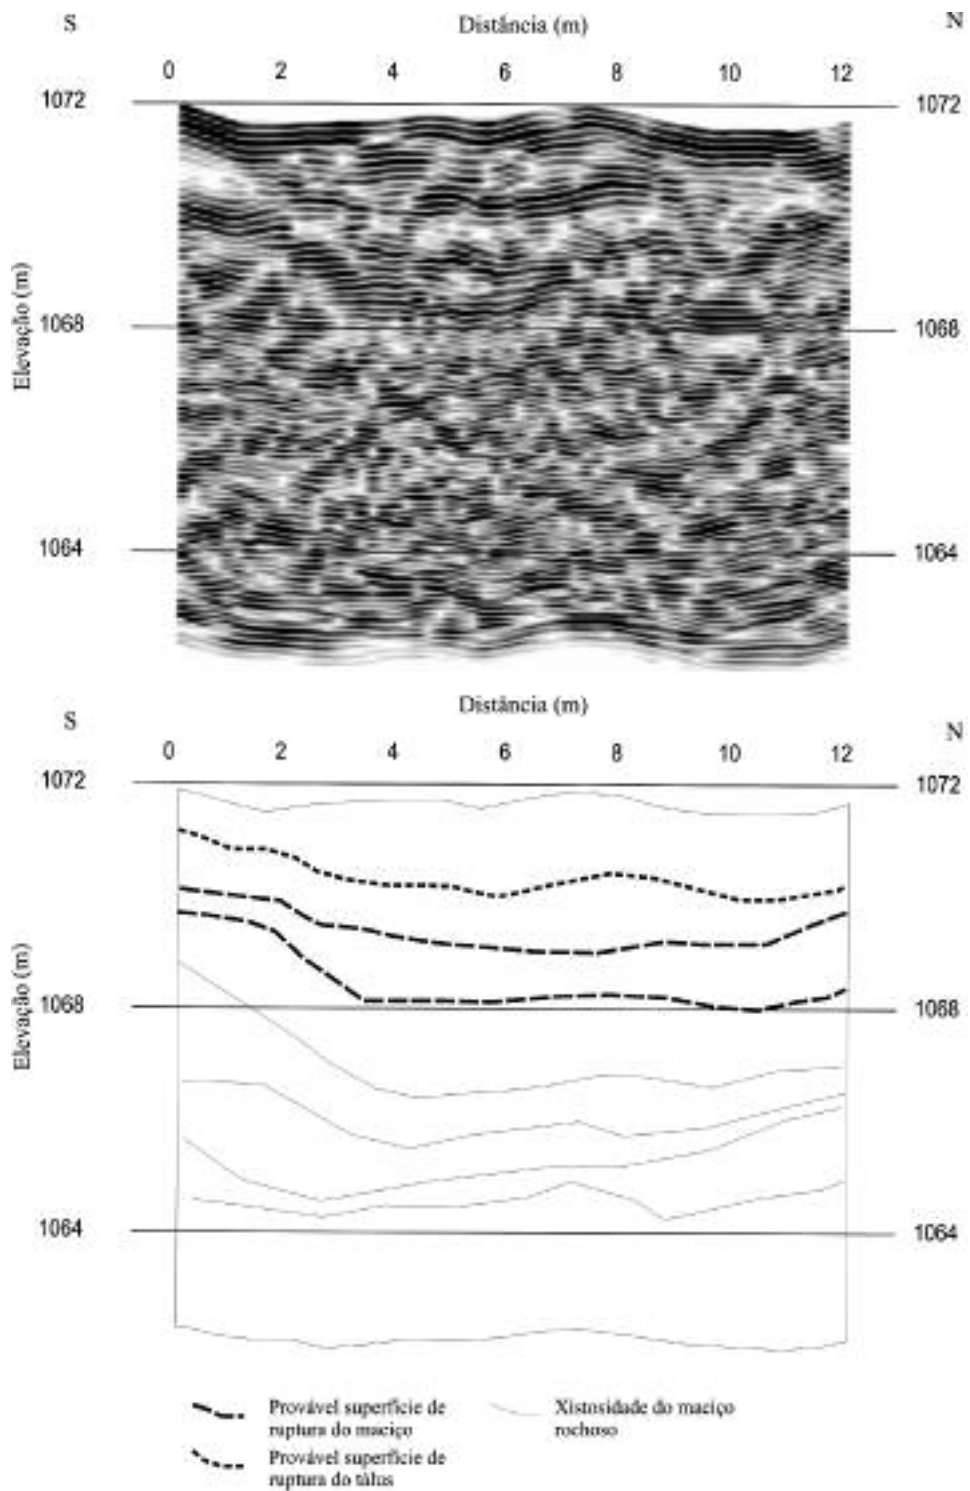 S Distância (m) N
0 2 4 6 8 10 12
1072 1072
Elevação (m)
1068 1068
1064 1064
Distância (m)
S N
0 2 4 6 8 10 12
1072 1072
Elevação (m)
1068 1068
1064 1064
Provável superfície de Xistosidade do maciço
ruptura do maciço rochoso
Provável superfície de
ruptura do tálus